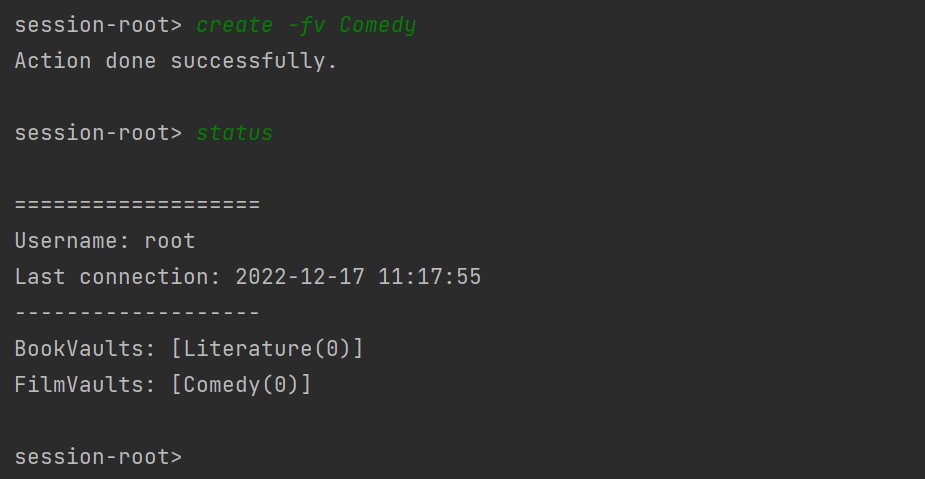 session-root> create -fv Comedy
Action done successfully.
session-root> status
===================
Username: root
Last connection: 2022-12-17 11:17:55
-------------------
BookVaults: [Literature(0)]
FilmVaults: [Comedy(0)]
session-root>